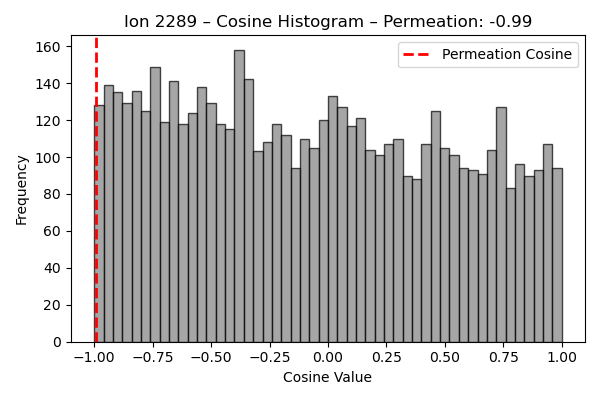 Ion 2289 – Cosine Histogram – Permeation: -0.99
Permeation Cosine
160
140
120
100
80
60
40
20
0
Frequency
−1.00 −0.75 −0.50 −0.25 0.00 0.25 0.50 0.75 1.00
Cosine Value